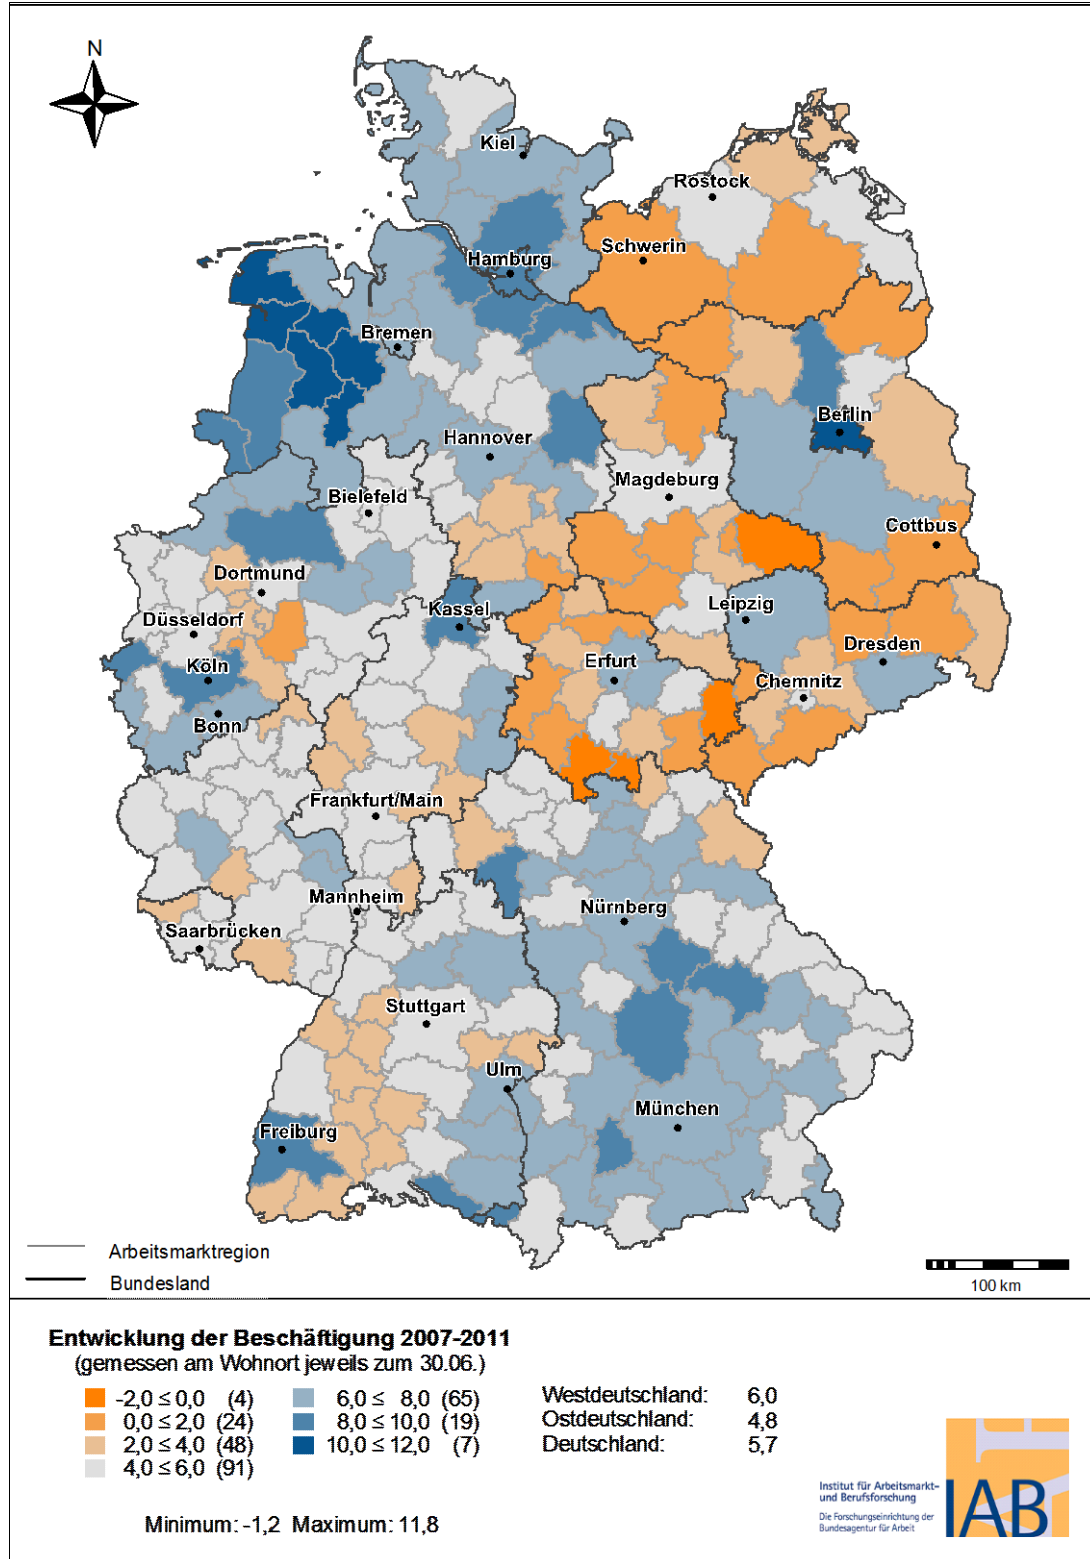 N
Kiel
Rostock
Schwerin
Hamburg
Bremen
Berlin
Hannover
Magdeburg
Bielefeld
Cottbus
Dortmund
Leipzig
Kassel
Düsseldorf
Dresden
Köln
Erfurt
Chemnitz
Bonn
Frankfurt/Main
Mannheim
Nürnberg
Saarbrücken
Stuttgart
Ulm
München
Freiburg
Arbeitsmarktregion
Bundesland
100 km
Entwicklung der Beschäftigung 2007-2011
(gemessen am Wohnort jeweils zum 30.06.)
-2,0 ≤ 0,0 (4)
0,0 ≤ 2,0 (24)
2,0 ≤ 4,0 (48)
4,0 ≤ 6,0 (91)
6,0 ≤ 8,0 (65)
8,0 ≤ 10,0 (19)
10,0 ≤ 12,0 (7)
Westdeutschland: 6,0
Ostdeutschland: 4,8
Deutschland: 5,7
Minimum: -1,2 Maximum: 11,8
Institut für Arbeitsmarkt-
und Berufsforschung
Die Forschungseinrichtung der
Bundesagentur für Arbeit
IAB